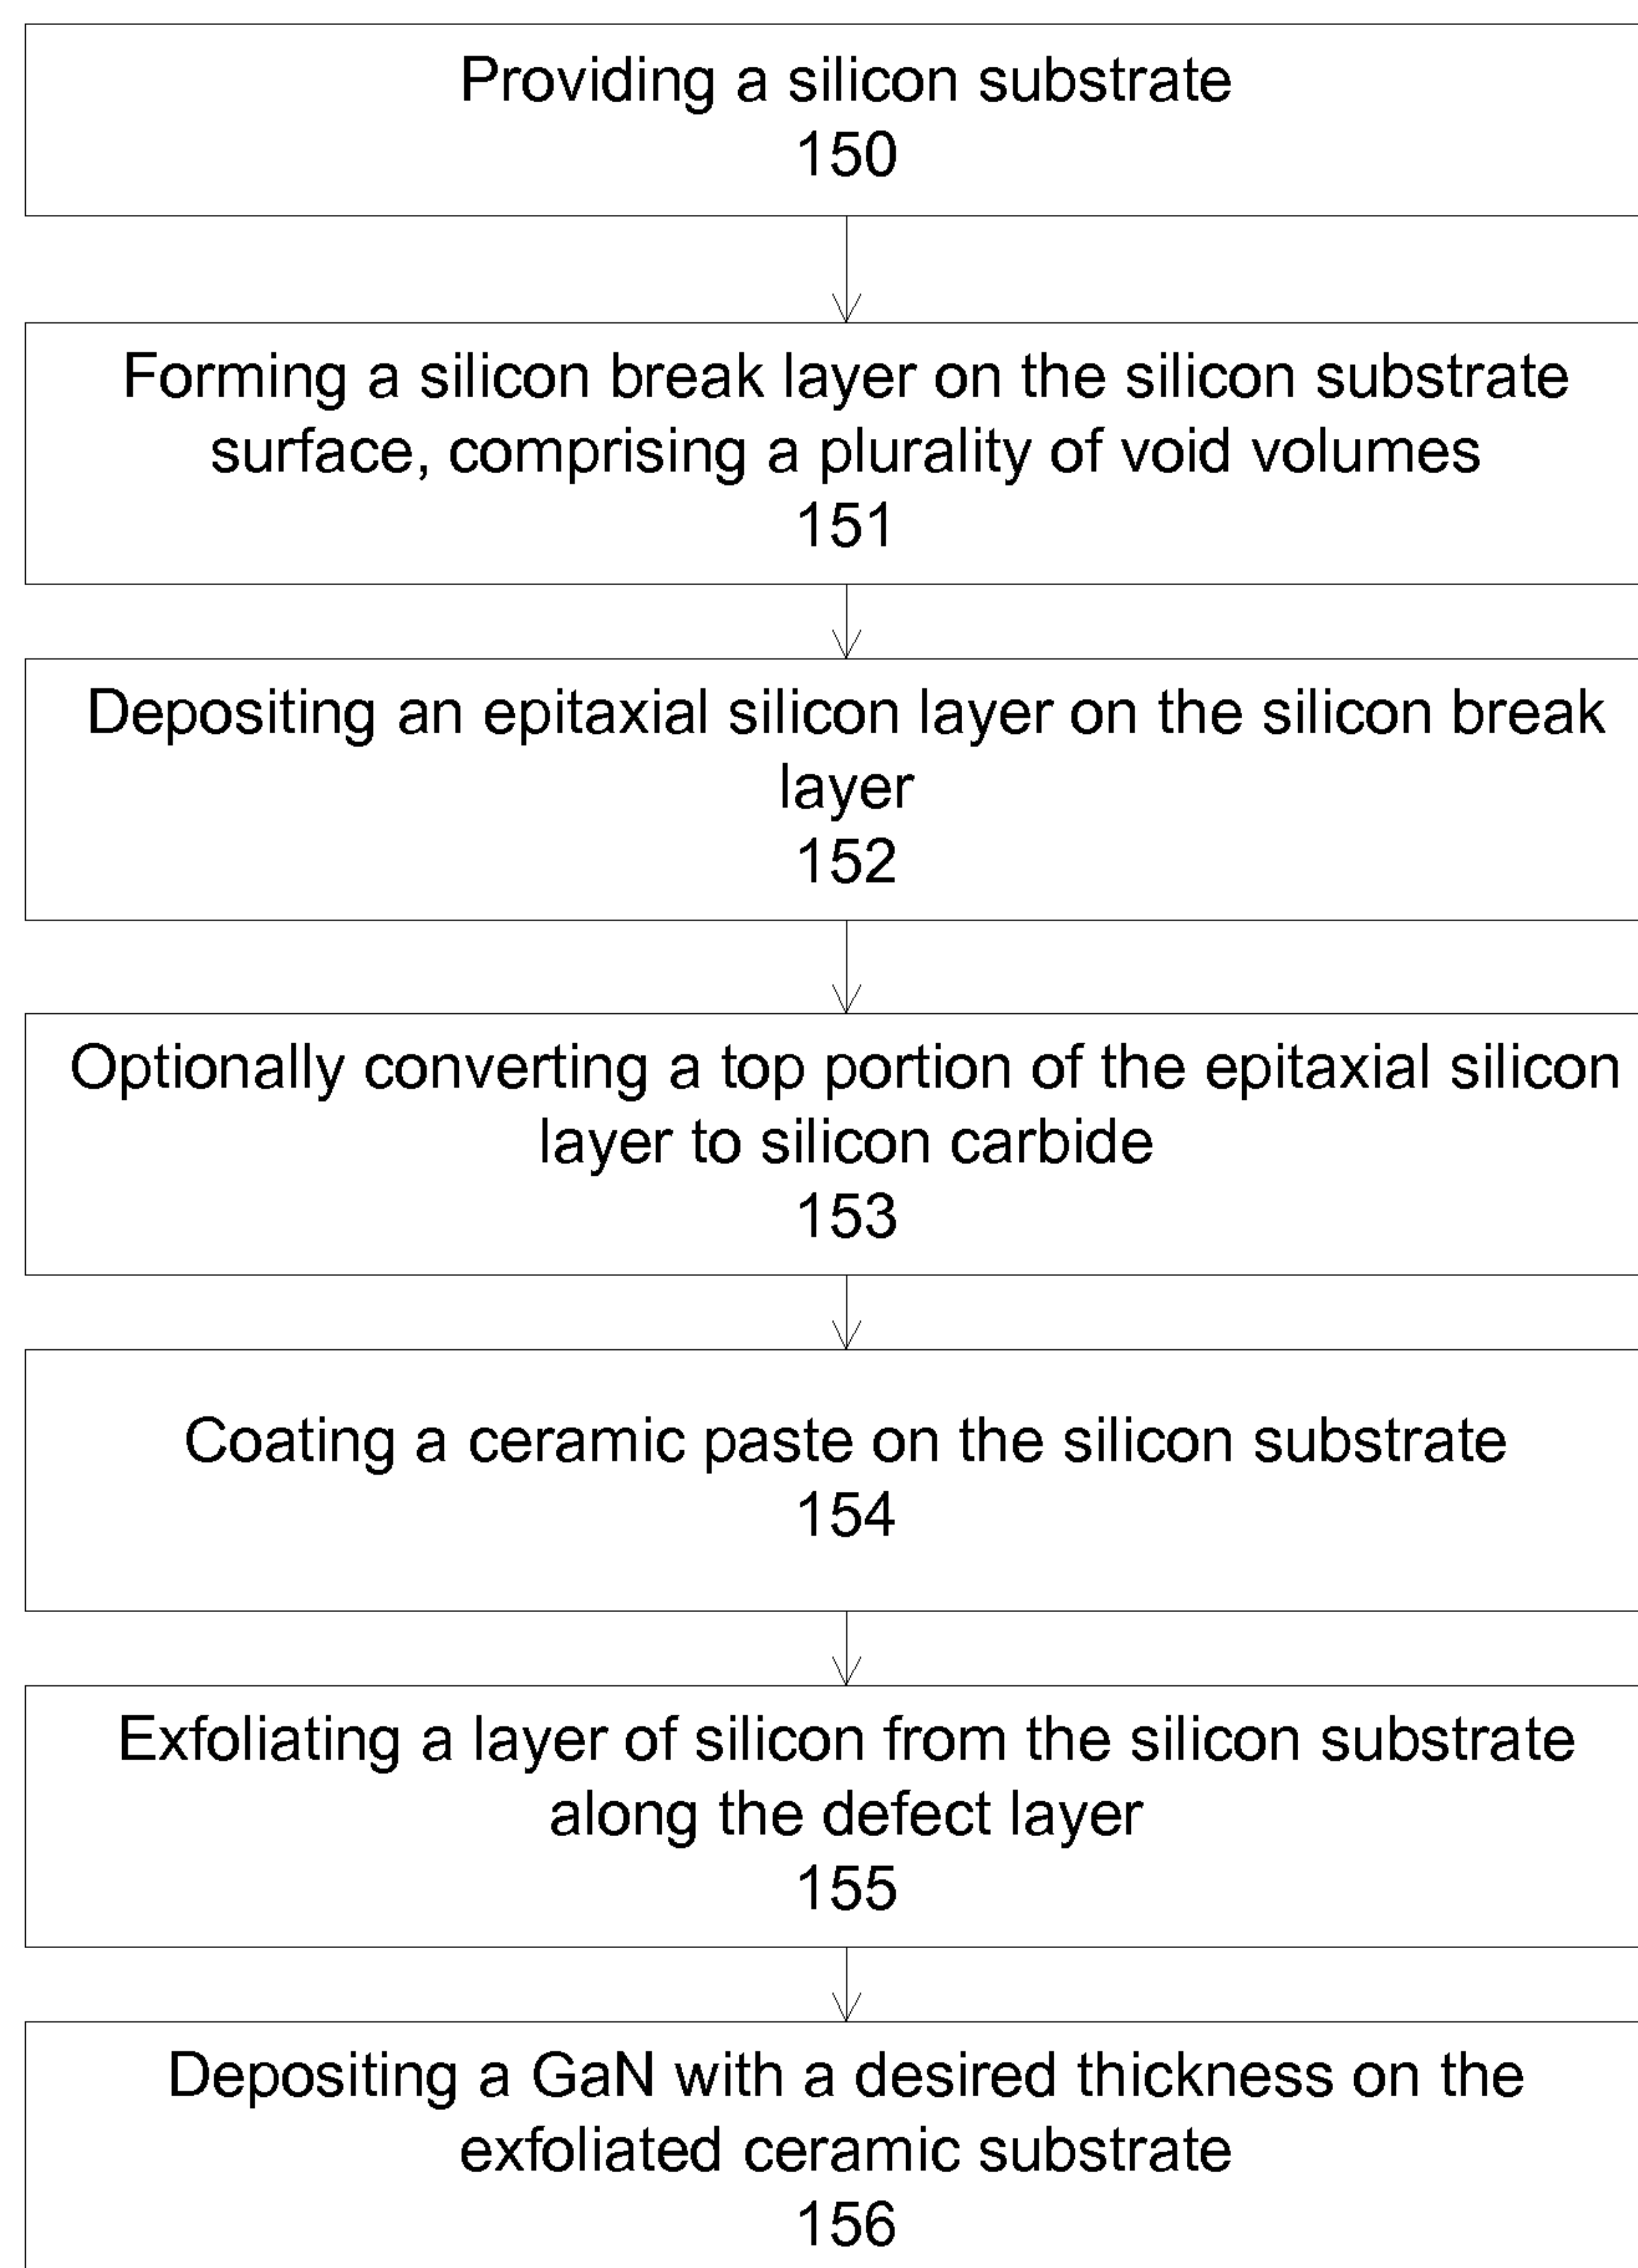 Providing a silicon substrate
150
Forming a silicon break layer on the silicon substrate
surface, comprising a plurality of void volumes
151
Depositing an epitaxial silicon layer on the silicon break
layer
152
Optionally converting a top portion of the epitaxial silicon
layer to silicon carbide
153
Coating a ceramic paste on the silicon substrate
154
Exfoliating a layer of silicon from the silicon substrate
along the defect layer
155
Depositing a GaN with a desired thickness on the
exfoliated ceramic substrate
156